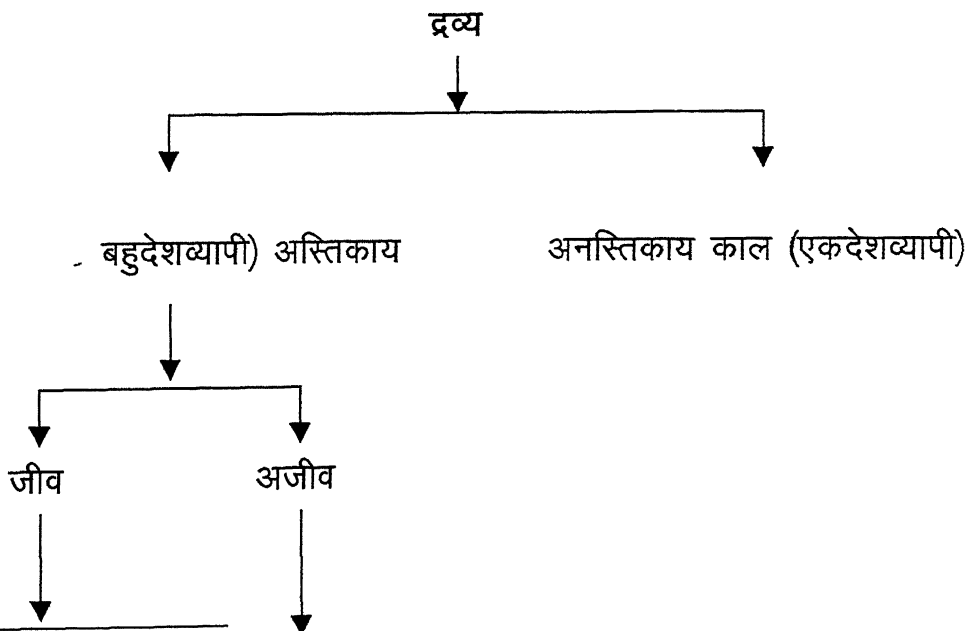 द्रव्य
बहुदेशव्यापी) अस्तिकाय अनस्तिकाय काल (एकदेशव्यापी)
जीव अजीव